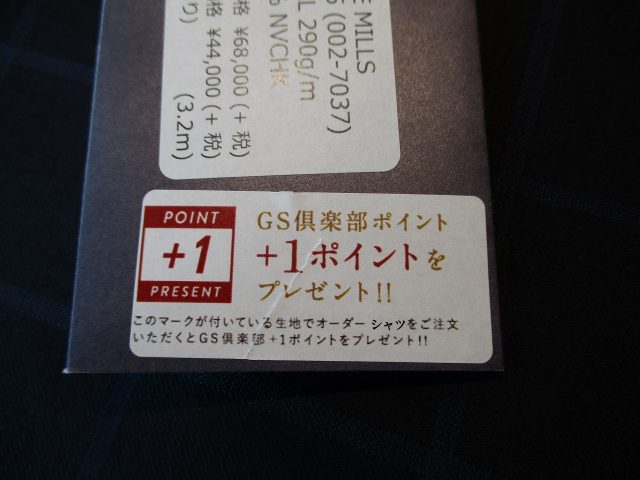 E MILLS
(002-7037)
L 290g/m
% NVCHK
格 ¥68,000 (+ 税)
格 ¥44,000 (+ 税)
り) (3.2m)
POINT
+1
PRESENT
GS倶楽部ポイント
+1ポイントを
プレゼント!!
このマークが付いている生地でオーダー シャツをご注文
いただくとGS倶楽部+1ポイントをプレゼント!!